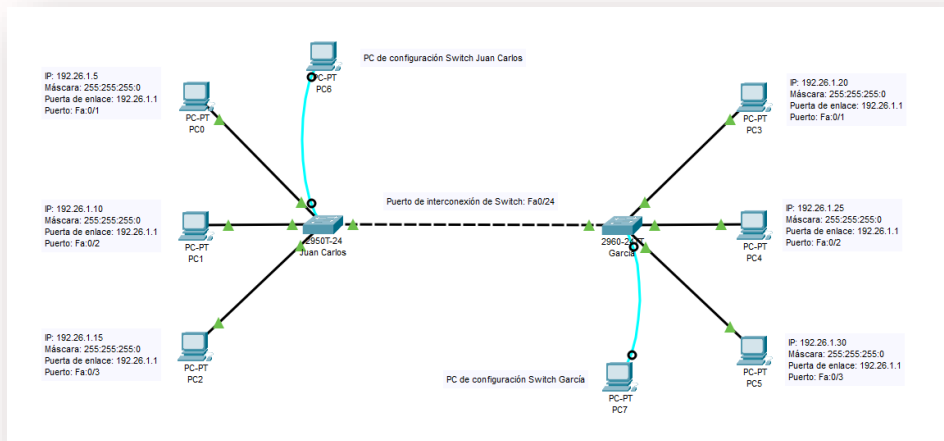 PC de configuración Switch Juan Carlos
PC-PT
PC6
IP: 192.26.1.5
Máscara: 255:255:255:0
Puerta de enlace: 192.26.1.1
Puerto: Fa:0/1
PC-PT
PC0
IP: 192.26.1.20
Máscara: 255:255:255:0
Puerta de enlace: 192.26.1.1
Puerto: Fa:0/1
PC-PT
PC3
IP: 192.26.1.10
Máscara: 255:255:255:0
Puerta de enlace: 192.26.1.1
Puerto: Fa:0/2
PC-PT
PC1
2950T-24
Juan Carlos
Puerto de interconexión de Switch: Fa0/24
García
PC-PT
PC4
IP: 192.26.1.25
Máscara: 255:255:255:0
Puerta de enlace: 192.26.1.1
Puerto: Fa:0/2
IP: 192.26.1.15
Máscara: 255:255:255:0
Puerta de enlace: 192.26.1.1
Puerto: Fa:0/3
PC-PT
PC2
PC de configuración Switch García
PC-PT
PC7
PC-PT
PC5
IP: 192.26.1.30
Máscara: 255:255:255:0
Puerta de enlace: 192.26.1.1
Puerto: Fa:0/3